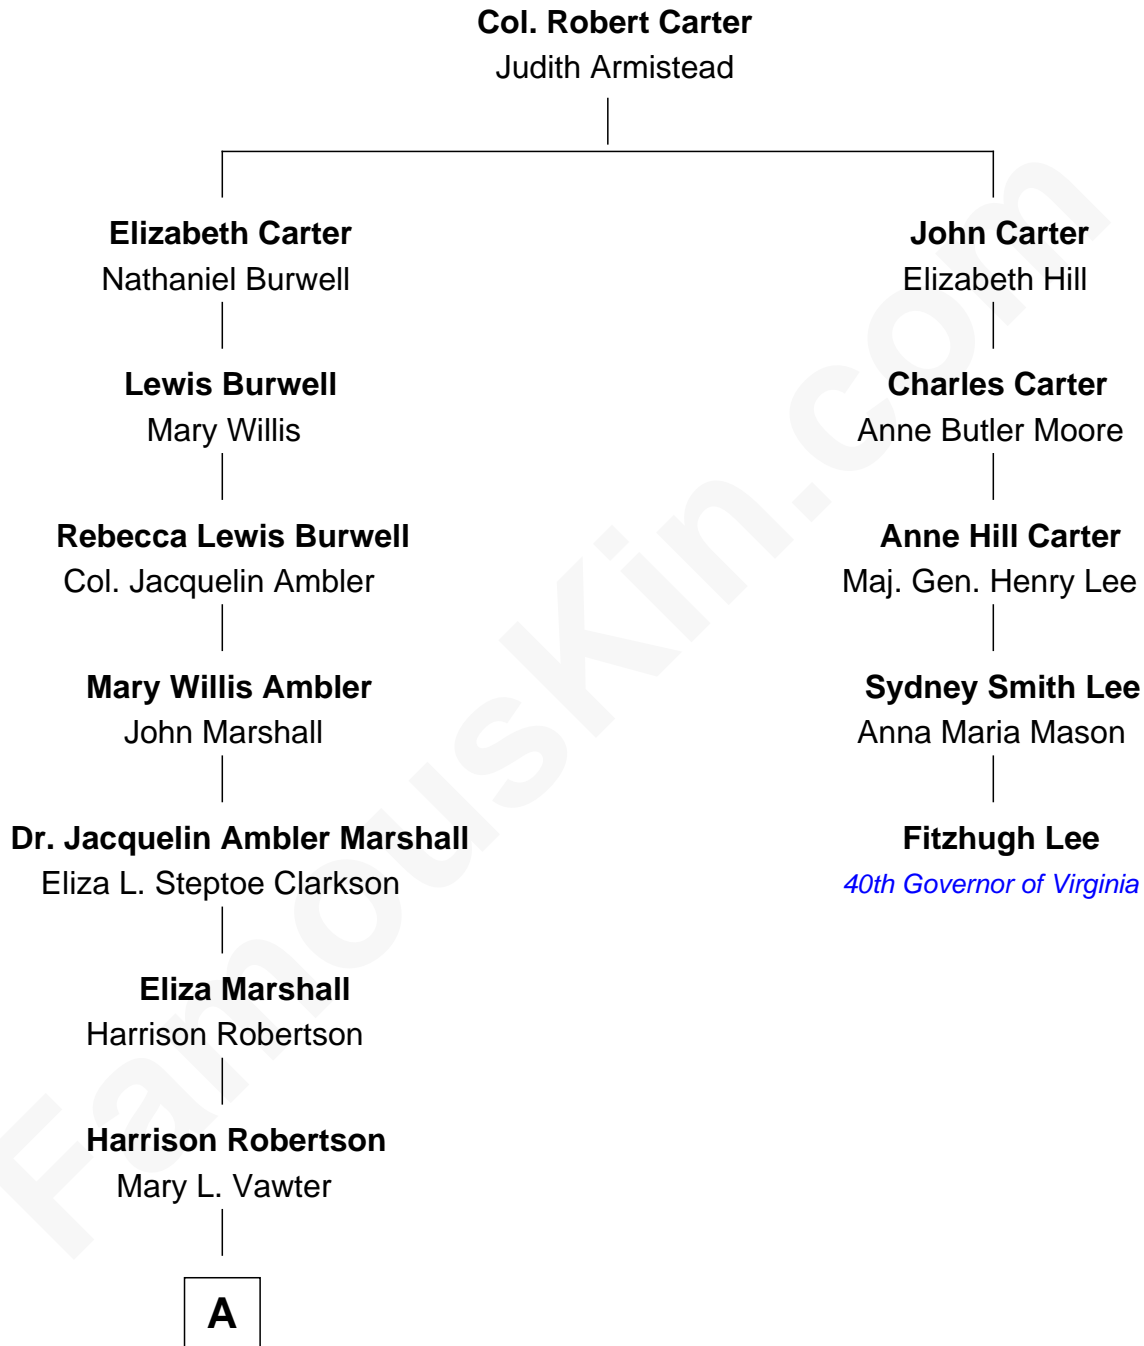 Col. Robert Carter
Judith Armistead
Elizabeth Carter
Nathaniel Burwell
John Carter
Elizabeth Hill
Lewis Burwell
Mary Willis
Charles Carter
Anne Butler Moore
Rebecca Lewis Burwell
Col. Jacquelin Ambler
Anne Hill Carter
Maj. Gen. Henry Lee
Mary Willis Ambler
John Marshall
Sydney Smith Lee
Anna Maria Mason
Dr. Jacquelin Ambler Marshall
Eliza L. Steptoe Clarkson
Fitzhugh Lee
40th Governor of Virginia
Eliza Marshall
Harrison Robertson
Harrison Robertson
Mary L. Vawter
A
FamousKin.com